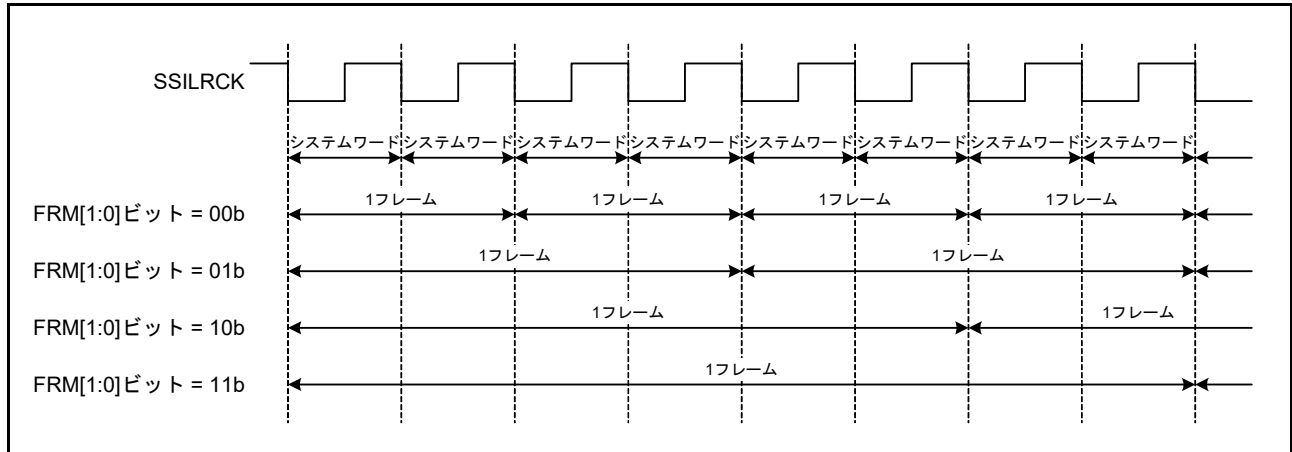 SSILRCK
システムワード システムワード システムワード システムワード システムワード システムワード システムワード システムワード
FRM[1:0]ビット = 00b 1フレーム 1フレーム 1フレーム 1フレーム
FRM[1:0]ビット = 01b 1フレーム 1フレーム
FRM[1:0]ビット = 10b 1フレーム 1フレーム
FRM[1:0]ビット = 11b 1フレーム